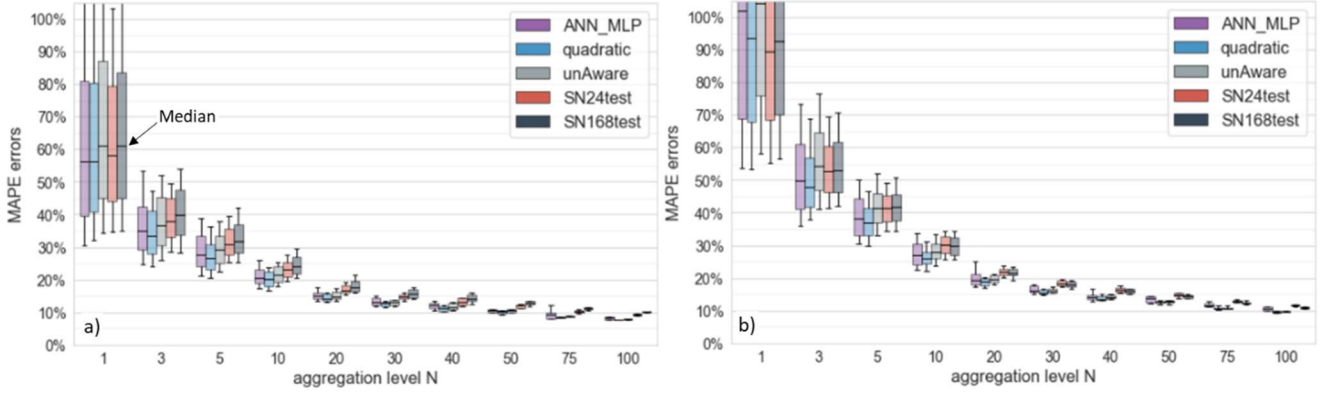 100%
90%
80%
70%
60%
50%
40%
30%
20%
10%
0%
MAPE errors
Median
ANN_MLP
quadratic
unAware
SN24test
SN168test
a)
1 3 5 10 20 30 40 50 75 100
aggregation level N
100%
90%
80%
70%
60%
50%
40%
30%
20%
10%
0%
MAPE errors
ANN_MLP
quadratic
unAware
SN24test
SN168test
b)
1 3 5 10 20 30 40 50 75 100
aggregation level N